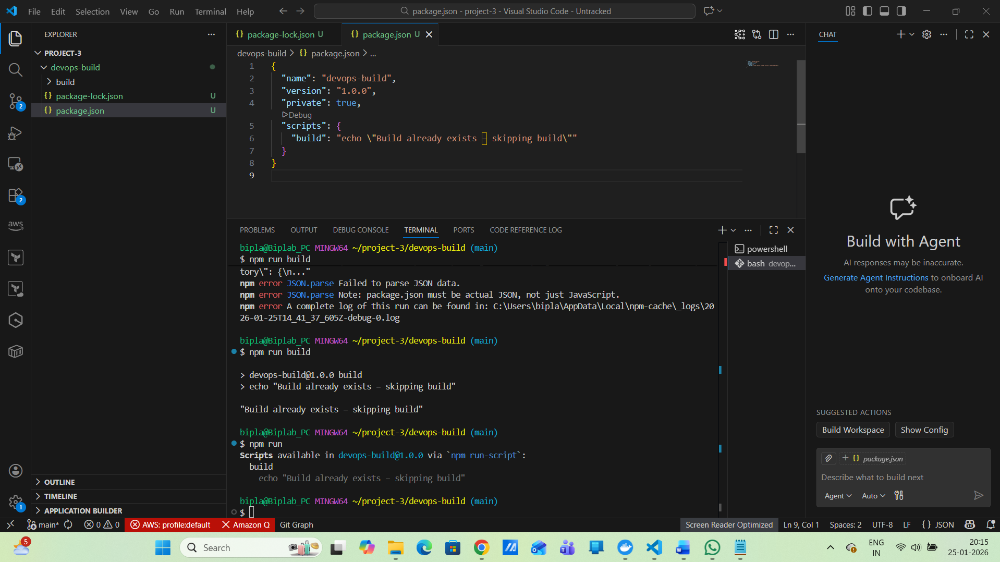 File Edit Selection View Go Run Terminal Help
package.json - project-3 - Visual Studio Code - Untracked
EXPLORER
PROJECT-3
devops-build
build
package-lock.json U
package.json U
OUTLINE
TIMELINE
APPLICATION BUILDER
2
2
aws
1
package-lock.json U
package.json U
devops-build > {} package.json > ...
1 {
2 "name": "devops-build",
3 "version": "1.0.0",
4 "private": true,
Debug
5 "scripts": {
6 "build": "echo \"Build already exists – skipping build\""
7 }
8 }
9
PROBLEMS OUTPUT DEBUG CONSOLE TERMINAL PORTS CODE REFERENCE LOG
bipla@Biplab_PC MINGW64 ~/project-3/devops-build (main)
$ npm run build
tory\": {\n..."
npm error JSON.parse Failed to parse JSON data.
npm error JSON.parse Note: package.json must be actual JSON, not just JavaScript.
npm error A complete log of this run can be found in: C:\Users\bipla\AppData\Local\npm-cache\_logs\20
26-01-25T14_41_37_605Z-debug-0.log
bipla@Biplab_PC MINGW64 ~/project-3/devops-build (main)
$ npm run build
> devops-build@1.0.0 build
> echo "Build already exists – skipping build"
"Build already exists – skipping build"
bipla@Biplab_PC MINGW64 ~/project-3/devops-build (main)
$ npm run
Scripts available in devops-build@1.0.0 via `npm run-script`:
build
echo "Build already exists – skipping build"
bipla@Biplab_PC MINGW64 ~/project-3/devops-build (main)
$
powershell
bash devop...
CHAT
Build with Agent
AI responses may be inaccurate.
Generate Agent Instructions to onboard AI
onto your codebase.
SUGGESTED ACTIONS
Build Workspace Show Config
+ {} package.json
Describe what to build next
Agent Auto
main* 0 0 AWS: profile:default Amazon Q Git Graph
Screen Reader Optimized Ln 9, Col 1 Spaces: 2 UTF-8 LF {} JSON
5
Search
ENG
IN
20:15
25-01-2026